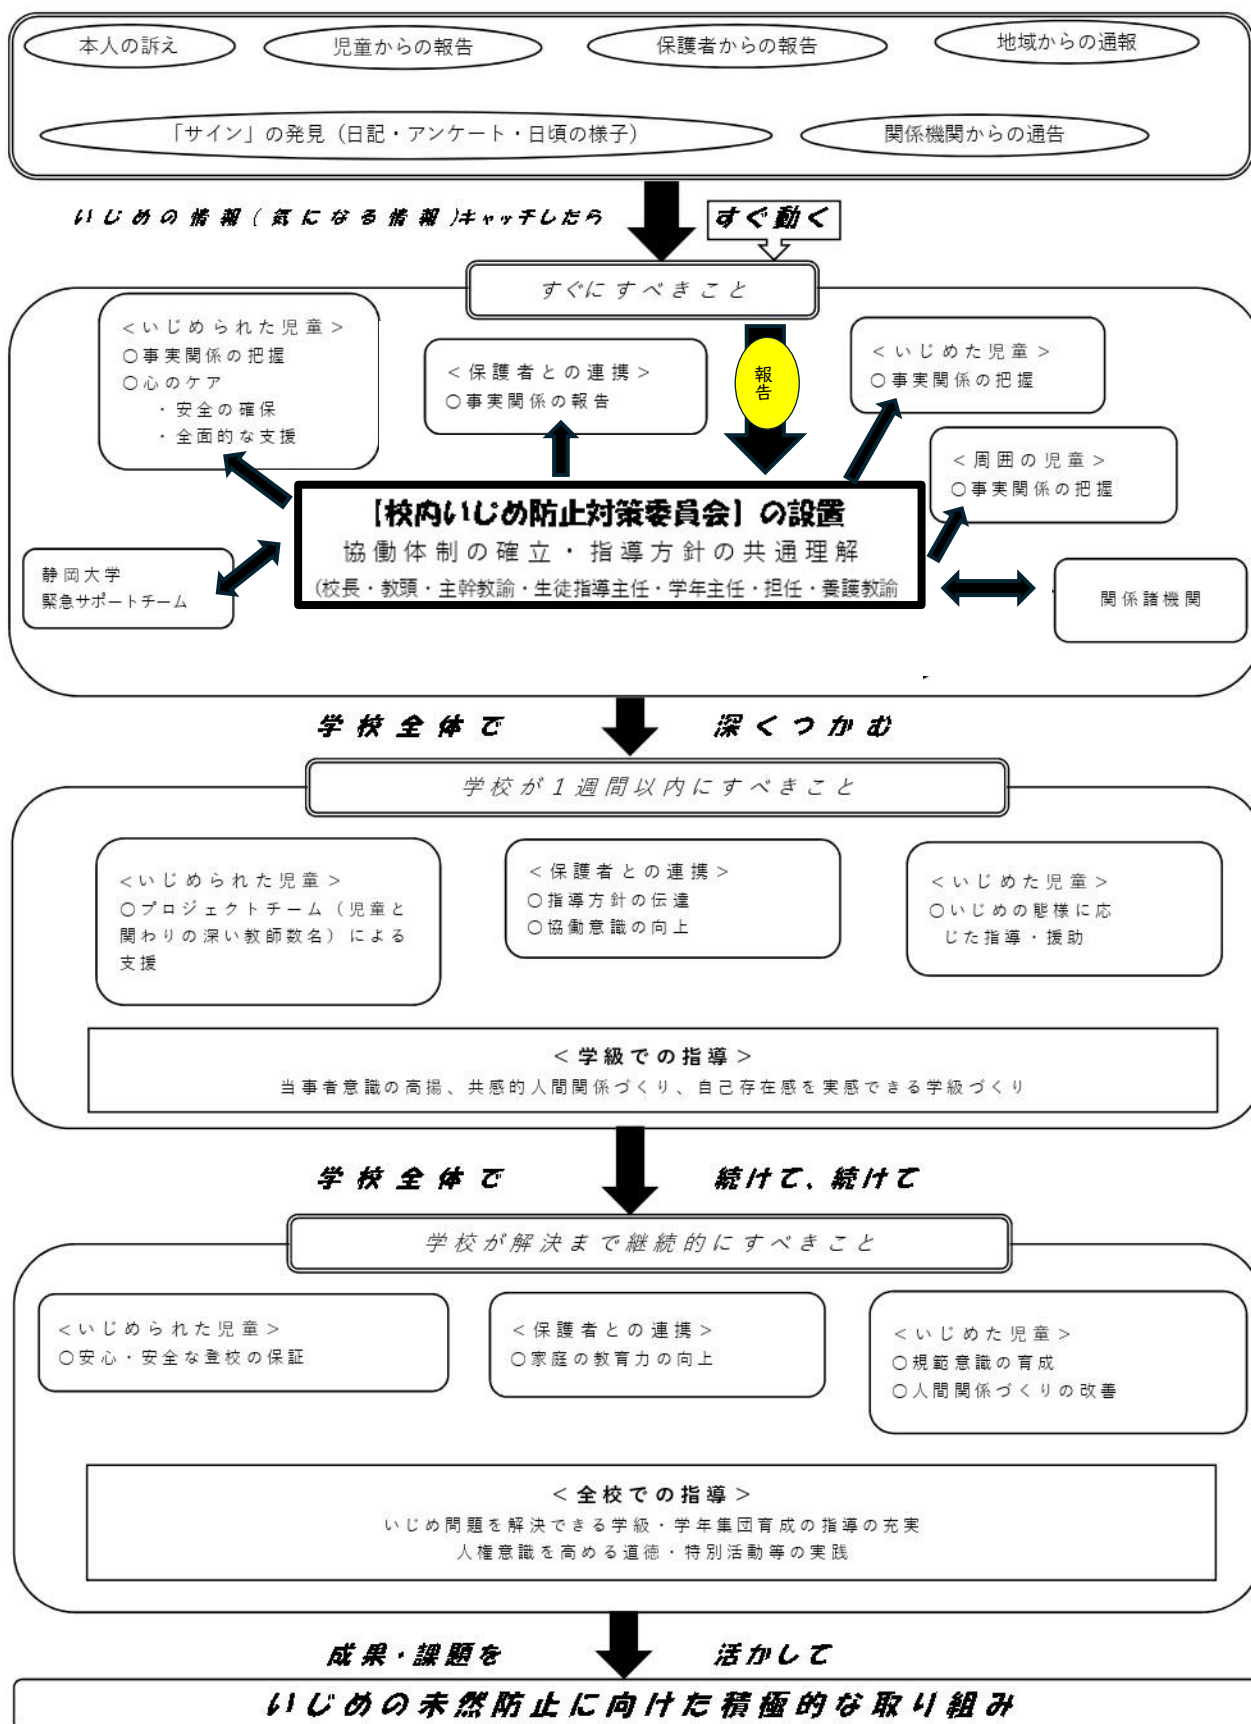 本人の訴え
児童からの報告
保護者からの報告
地域からの通報
「サイン」の発見（日記・アンケート・日頃の様子）
関係機関からの通告
いじめの情報（気になる情報）キャッチしたら
すぐ動く
すぐにすべきこと
＜いじめられた児童＞
○事実関係の把握
○心のケア
・安全の確保
・全面的な支援
＜保護者との連携＞
○事実関係の報告
報告
＜いじめた児童＞
○事実関係の把握
＜周囲の児童＞
○事実関係の把握
【校内いじめ防止対策委員会】の設置
協働体制の確立・指導方針の共通理解
(校長・教頭・主幹教諭・生徒指導主任・学年主任・担任・養護教諭
静岡大学
緊急サポートチーム
関係諸機関
学校全体で
深くつかむ
学校が１週間以内にすべきこと
＜いじめられた児童＞
○プロジェクトチーム（児童と
関わりの深い教師数名）による
支援
＜保護者との連携＞
○指導方針の伝達
○協働意識の向上
＜いじめた児童＞
○いじめの態様に応
じた指導・援助
＜学級での指導＞
当事者意識の高揚、共感的人間関係づくり、自己存在感を実感できる学級づくり
学校全体で
続けて、続けて
学校が解決まで継続的にすべきこと
＜いじめられた児童＞
○安心・安全な登校の保証
＜保護者との連携＞
○家庭の教育力の向上
＜いじめた児童＞
○規範意識の育成
○人間関係づくりの改善
＜全校での指導＞
いじめ問題を解決できる学級・学年集団育成の指導の充実
人権意識を高める道徳・特別活動等の実践
成果・課題を
活かして
いじめの未然防止に向けた積極的な取り組み